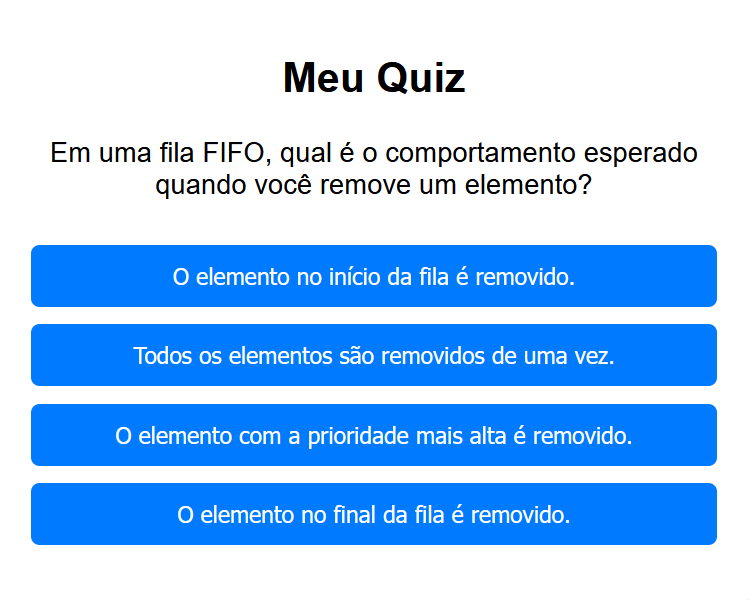 Meu Quiz
Em uma fila FIFO, qual é o comportamento esperado
quando você remove um elemento?
O elemento no início da fila é removido.
Todos os elementos são removidos de uma vez.
O elemento com a prioridade mais alta é removido.
O elemento no final da fila é removido.